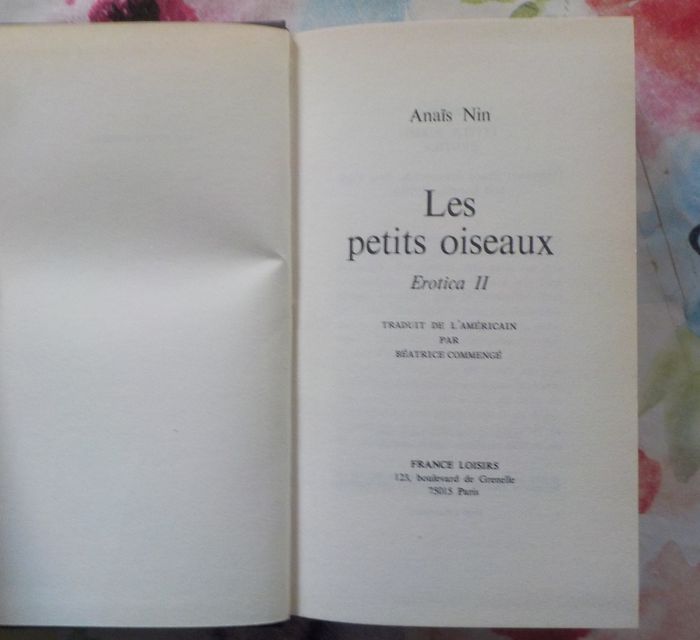 Anaïs Nin
Les
petits oiseaux
Erotica II
TRADUIT DE L'AMÉRICAIN
PAR
BÉATRICE COMMENGÉ
FRANCE LOISIRS
123, boulevard de Grenelle
75015 Paris